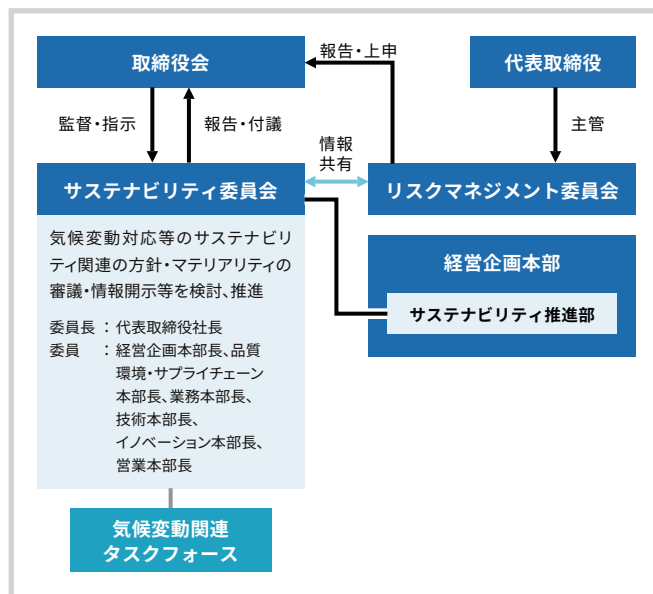 取締役会
報告・上申
代表取締役
監督・指示
報告・付議
主管
情報
共有
サステナビリティ委員会
リスクマネジメント委員会
気候変動対応等のサステナビリ
ティ関連の方針・マテリアリティの
審議・情報開示等を検討、推進
委員長 : 代表取締役社長
委員 : 経営企画本部長、品質
環境・サプライチェーン
本部長、業務本部長、
技術本部長、
イノベーション本部長、
営業本部長
経営企画本部
サステナビリティ推進部
気候変動関連
タスクフォース